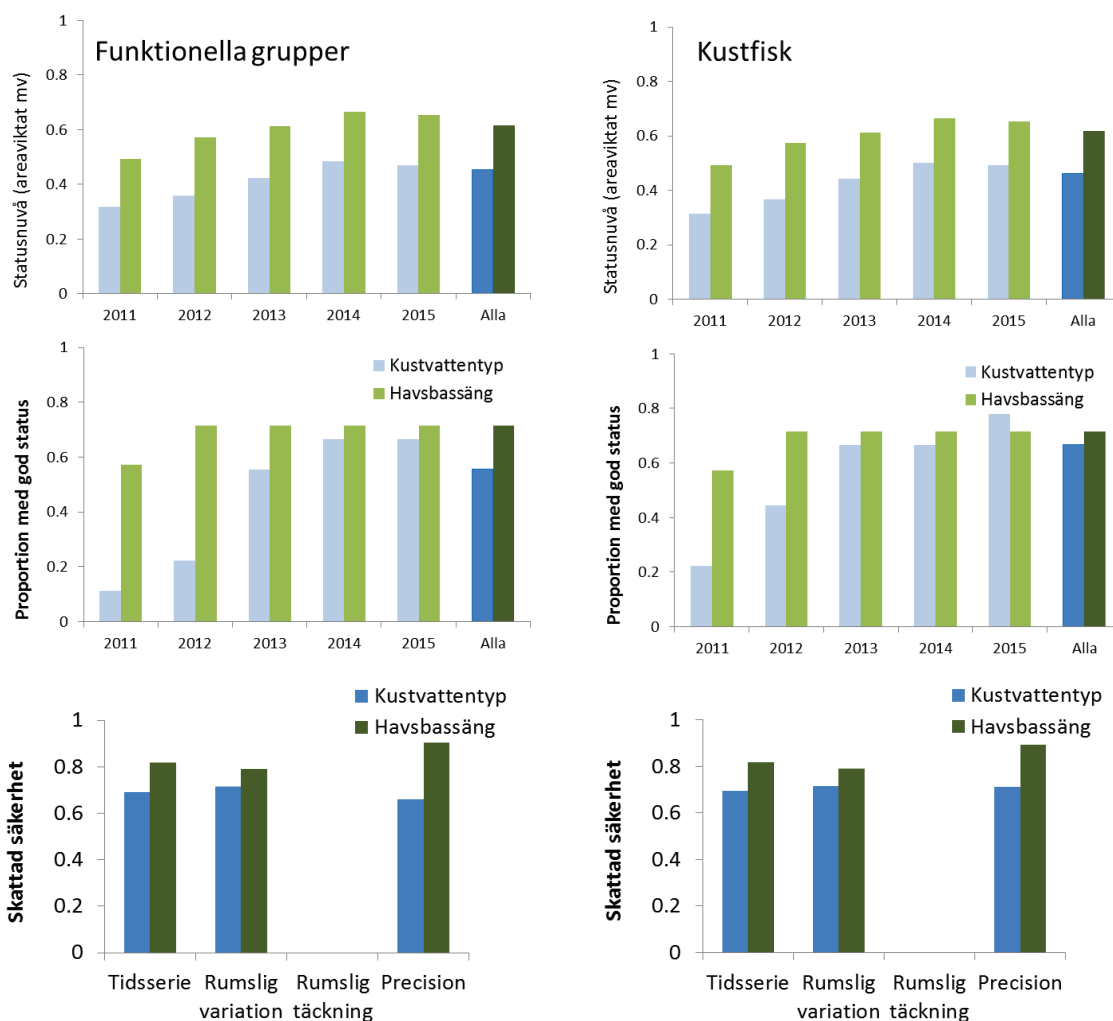 Funktionella grupper
Statusnuvå (areaviktat mv)
1
0.8
0.6
0.4
0.2
0
2011 2012 2013 2014 2015 Alla
Kustfisk
Statusnuvå (areaviktat mv)
1
0.8
0.6
0.4
0.2
0
2011 2012 2013 2014 2015 Alla
Proportion med god status
1
0.8
0.6
0.4
0.2
0
Kustvattentyp
Havsbassäng
2011 2012 2013 2014 2015 Alla
Proportion med god status
1
0.8
0.6
0.4
0.2
0
Kustvattentyp
Havsbassäng
2011 2012 2013 2014 2015 Alla
Kustvattentyp
Havsbassäng
Skattad säkerhet
1
0.8
0.6
0.4
0.2
0
Tidsserie Rumslig Rumslig Precision
variation täckning
Kustvattentyp
Havsbassäng
Skattad säkerhet
1
0.8
0.6
0.4
0.2
0
Tidsserie Rumslig Rumslig Precision
variation täckning